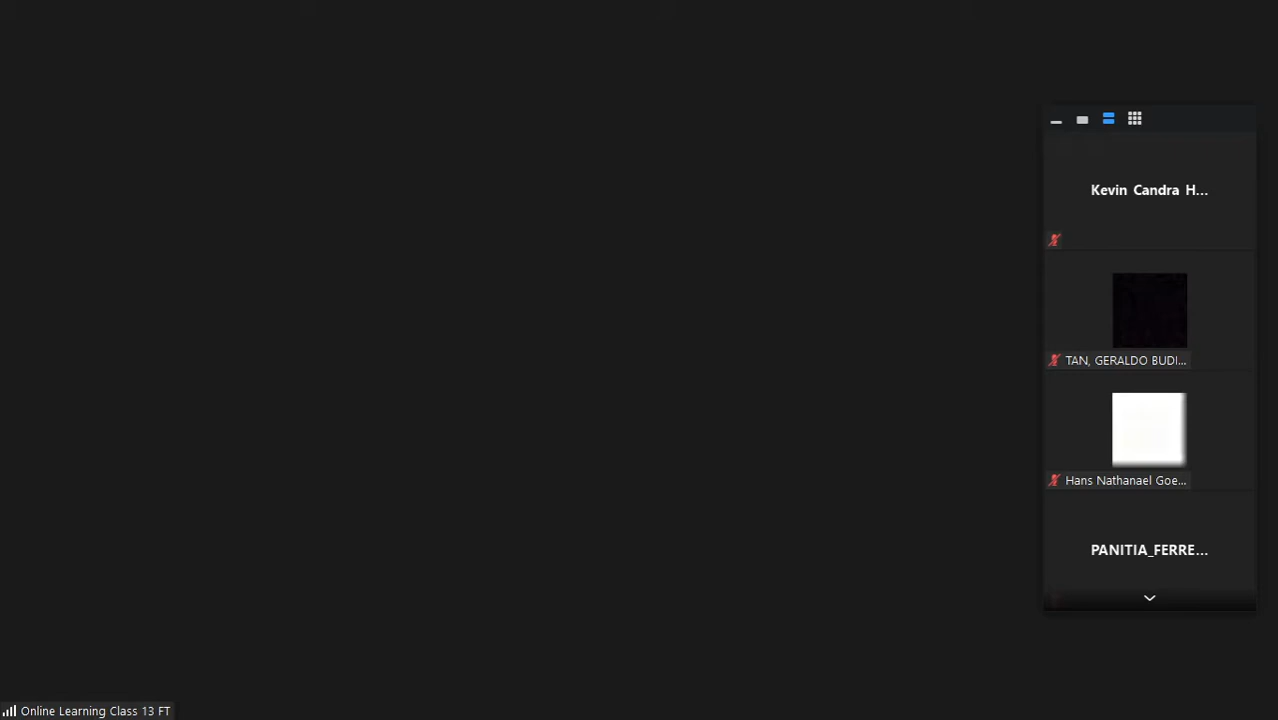 Kevin Candra H...
TAN, GERALDO BUDI...
Hans Nathanael Goe...
PANITIA_FERRE...
Online Learning Class 13 FT